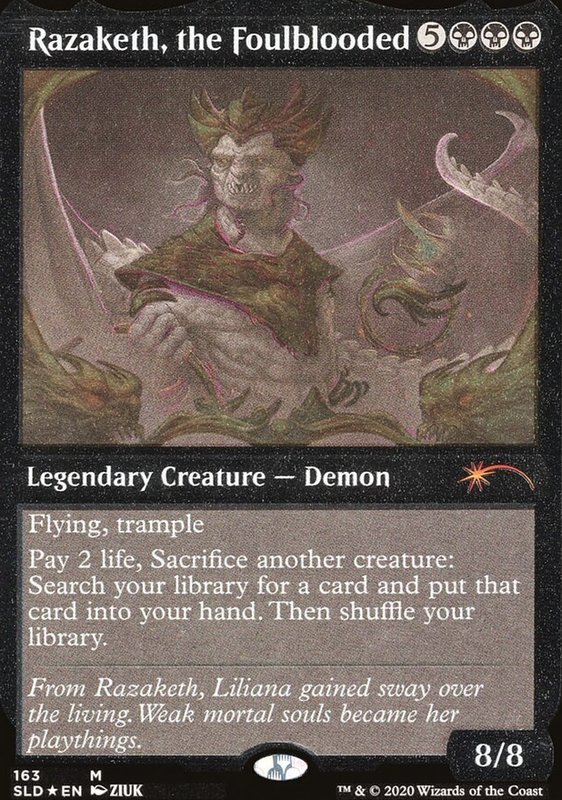 Razaketh, the Foulblooded 5
Legendary Creature — Demon
Flying, trample
Pay 2 life, Sacrifice another creature:
Search your library for a card and put that
card into your hand. Then shuffle your
library.
From Razaketh, Liliana gained sway over
the living. Weak mortal souls became her
playthings.
8/8
163 M
SLD ★ EN ZIUK
™ & © 2020 Wizards of the Coast